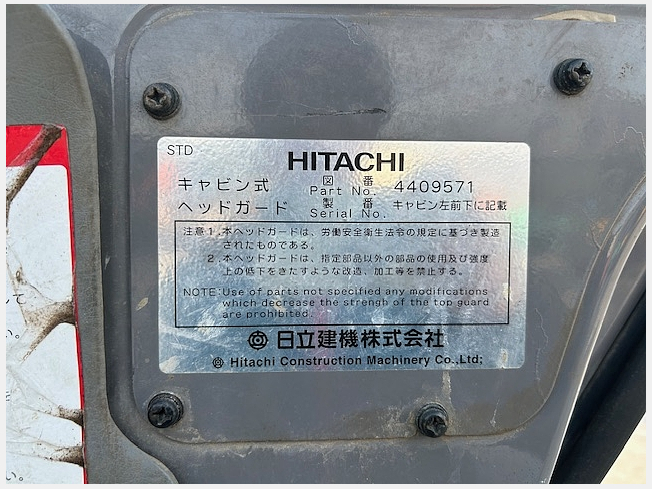 STD
HITACHI
キャビン式 図番 Part No. 4409571
ヘッドガード 製番 Serial No. キャビン左前下に記載
注意 1. 本ヘッドガードは、労働安全衛生法令の規定に基づき製造
されたものである。
2. 本ヘッドガードは、指定部品以外の部品の使用及び強度
上の低下をきたすような改造、加工等を禁止する。
NOTE: Use of parts not specified any modifications
which decrease the strengh of the top guard
are prohibited.
日立建機株式会社
Hitachi Construction Machinery Co.,Ltd;
して
い。
い。